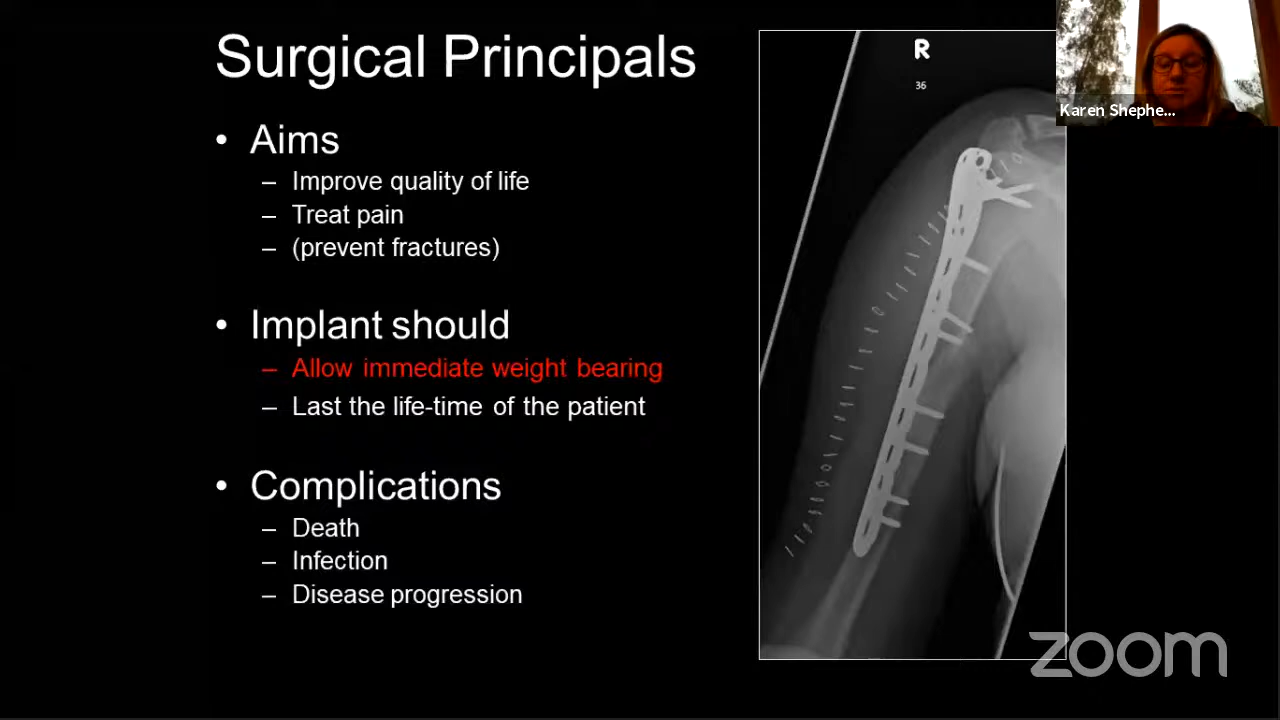 Surgical Principals
• Aims
– Improve quality of life
– Treat pain
– (prevent fractures)
• Implant should
– Allow immediate weight bearing
– Last the life-time of the patient
• Complications
– Death
– Infection
– Disease progression
R
36
Karen Shephe...
zoom